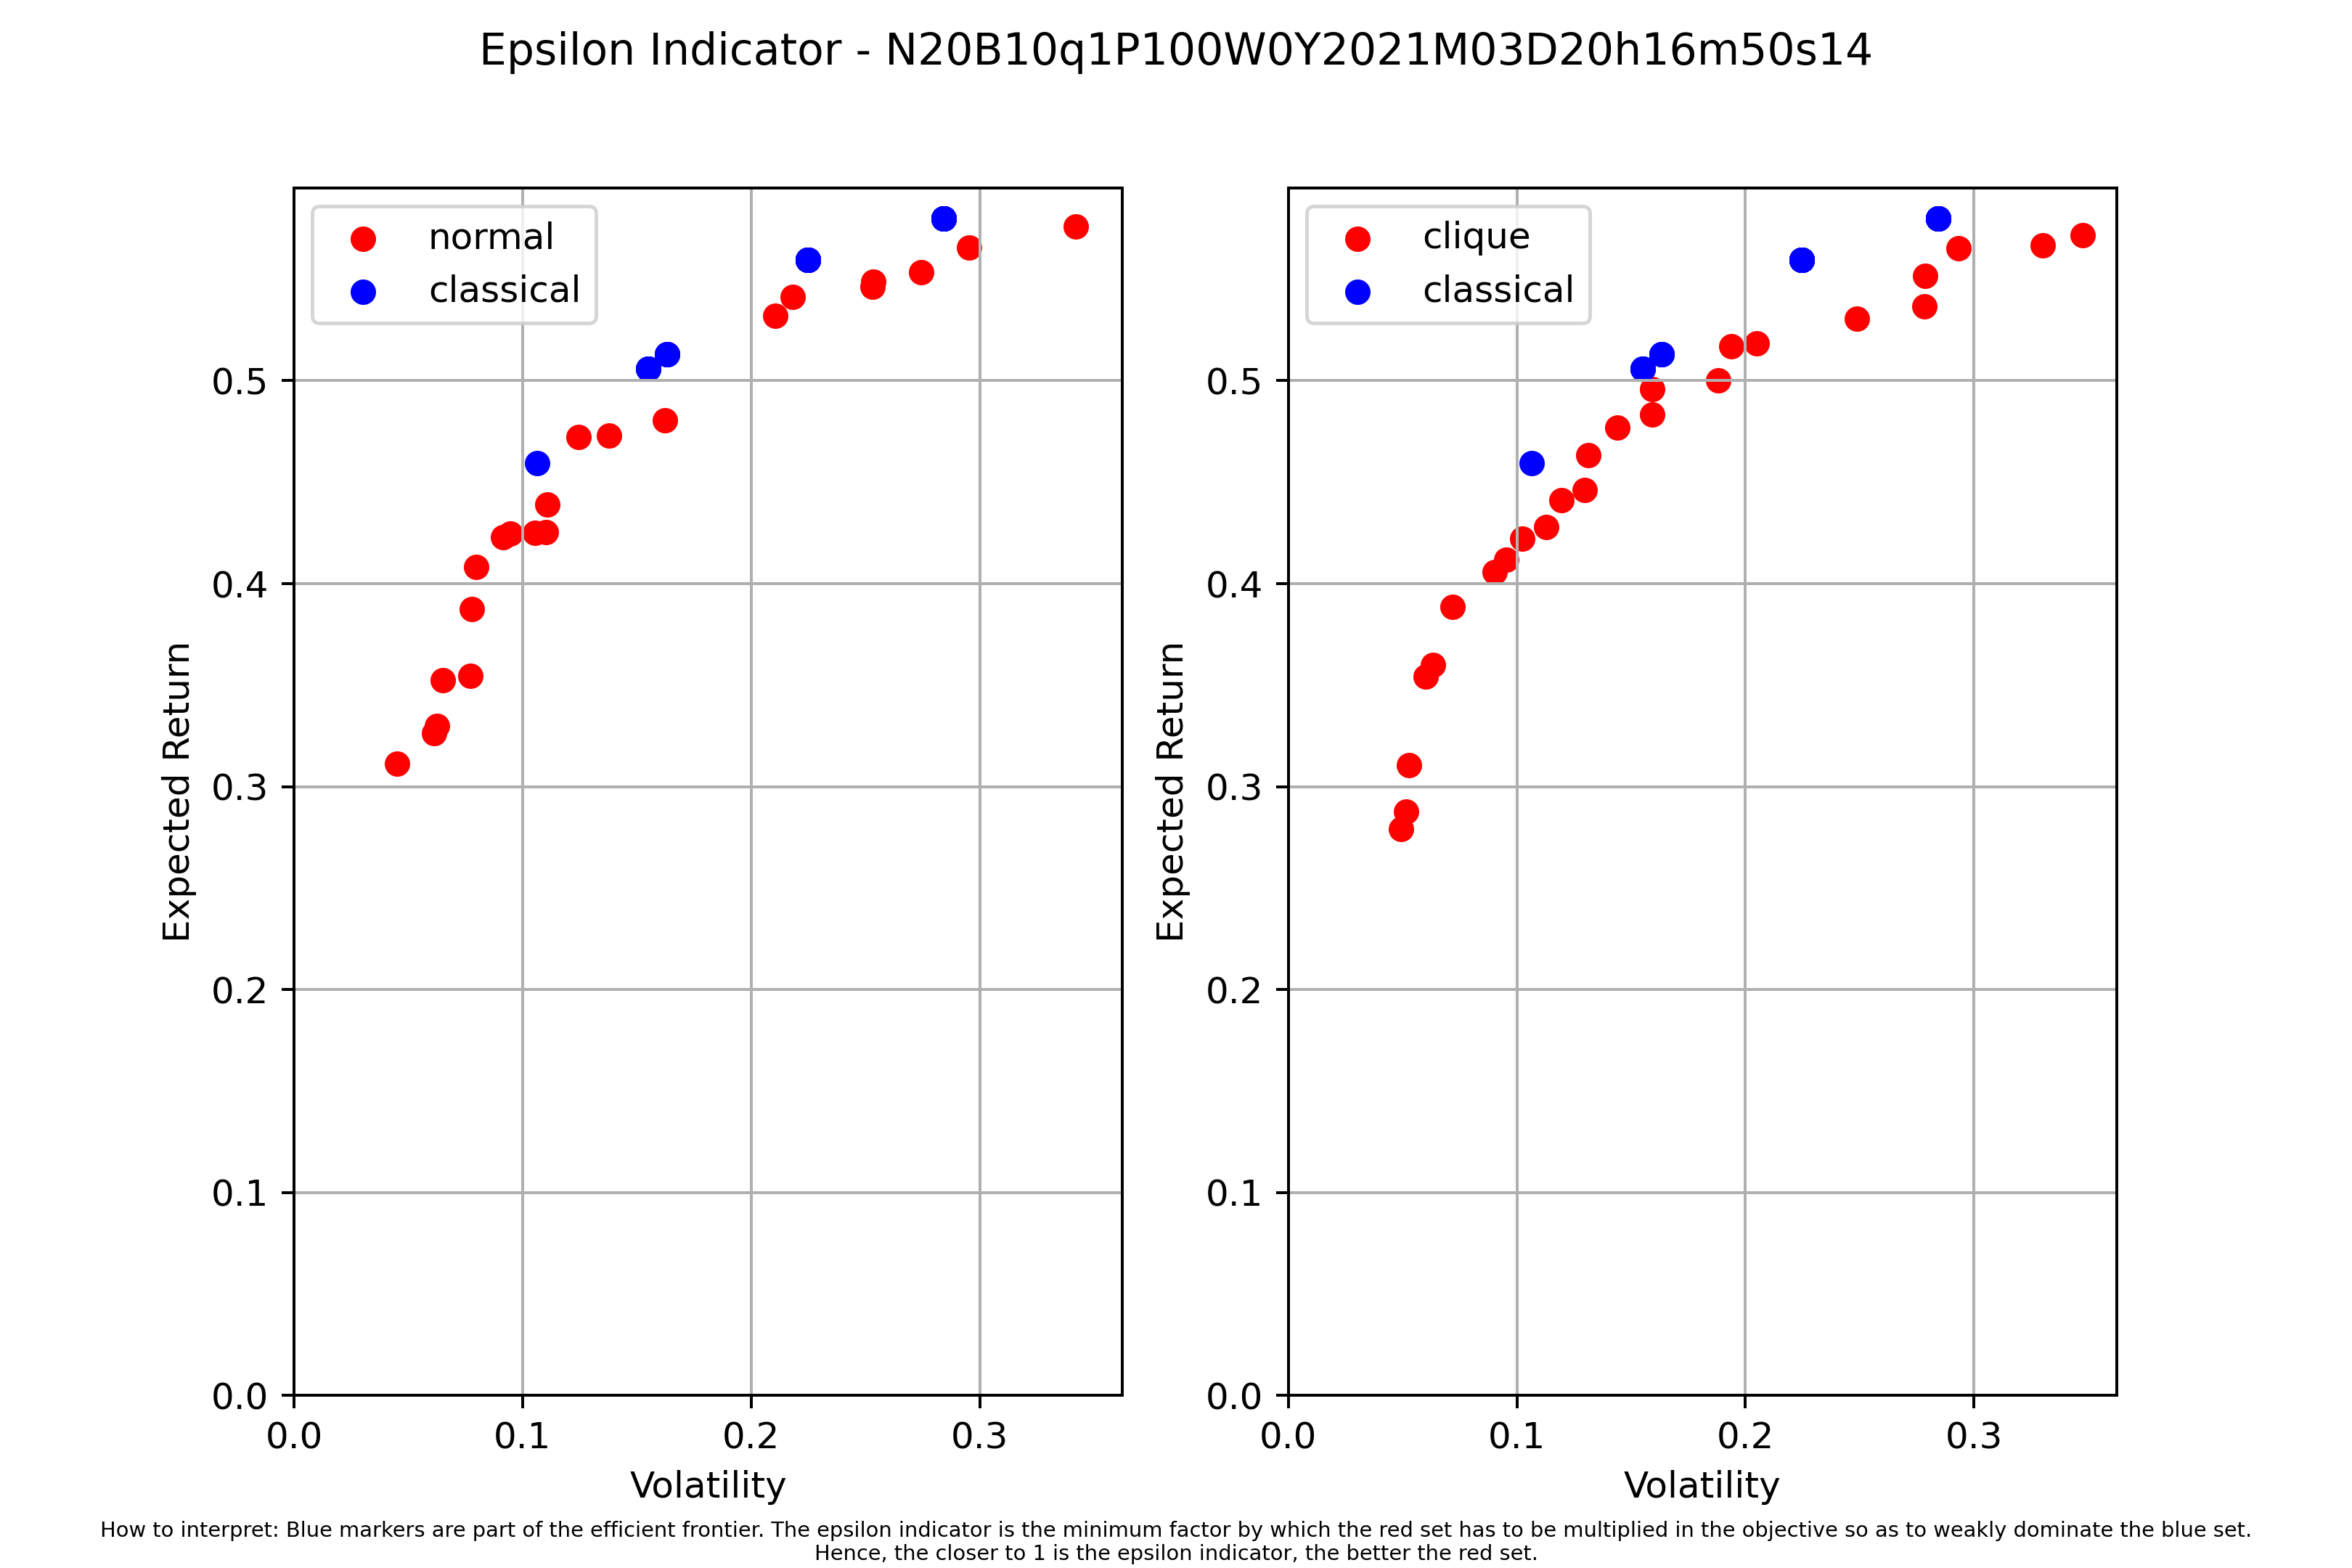 Epsilon Indicator - N20B10q1P100W0Y2021M03D20h16m50s14
normal
classical
0.5
0.4
0.3
0.2
0.1
0.0
Expected Return
0.0 0.1 0.2 0.3
Volatility
clique
classical
0.5
0.4
0.3
0.2
0.1
0.0
Expected Return
0.0 0.1 0.2 0.3
Volatility
How to interpret: Blue markers are part of the efficient frontier. The epsilon indicator is the minimum factor by which the red set has to be multiplied in the objective so as to weakly dominate the blue set.
Hence, the closer to 1 is the epsilon indicator, the better the red set.